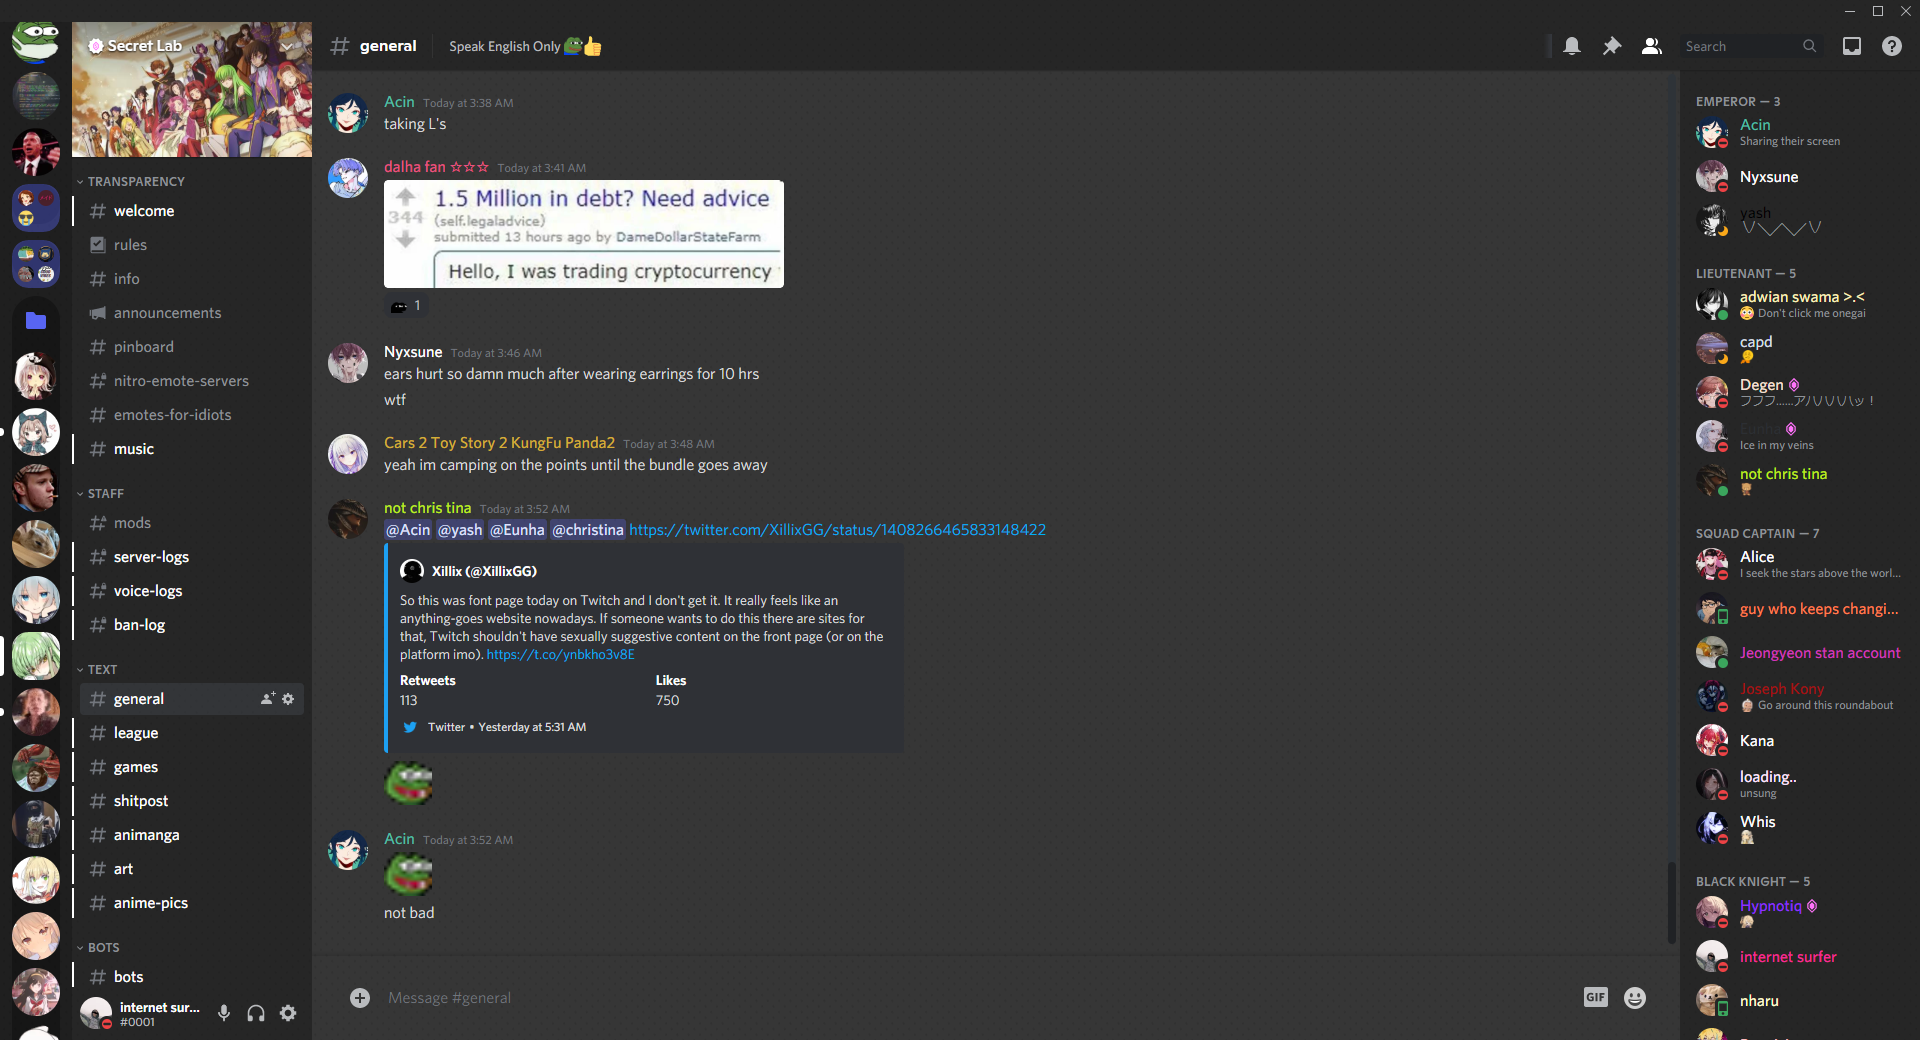 Secret Lab
TRANSPARENCY
welcome
rules
info
announcements
pinboard
nitro-emote-servers
emotes-for-idiots
music
STAFF
mods
server-logs
voice-logs
ban-log
TEXT
general
league
games
shitpost
animanga
art
anime-pics
BOTS
bots
internet sur...
#0001
general
Speak English Only
Search
Acin Today at 3:38 AM
taking L's
dalha fan ☆☆☆ Today at 3:41 AM
344
1.5 Million in debt? Need advice
(self.legaladvice)
submitted 13 hours ago by DameDollarStateFarm
Hello, I was trading cryptocurrency
1
Nyxsune Today at 3:46 AM
ears hurt so damn much after wearing earrings for 10 hrs
wtf
Cars 2 Toy Story 2 KungFu Panda2 Today at 3:48 AM
yeah im camping on the points until the bundle goes away
not chris tina Today at 3:52 AM
@Acin @yash @Eunha @christina https://twitter.com/XillixGG/status/1408266465833148422
Xillix (@XillixGG)
So this was font page today on Twitch and I don't get it. It really feels like an
anything-goes website nowadays. If someone wants to do this there are sites for
that, Twitch shouldn't have sexually suggestive content on the front page (or on the
platform imo). https://t.co/ynbkho3v8E
Retweets Likes
113 750
Twitter • Yesterday at 5:31 AM
Acin Today at 3:52 AM
not bad
Message #general
GIF
EMPEROR — 3
Acin
Sharing their screen
Nyxsune
yash
LIEUTENANT — 5
adwian swama >.<
Don't click me onegai
capd
Degen
フフフ......アハハハハッ！
Eunha
Ice in my veins
not chris tina
SQUAD CAPTAIN — 7
Alice
I seek the stars above the worl...
guy who keeps changi...
Jeongyeon stan account
Joseph Kony
Go around this roundabout
Kana
loading..
unsung
Whis
BLACK KNIGHT — 5
Hypnotiq
internet surfer
nharu